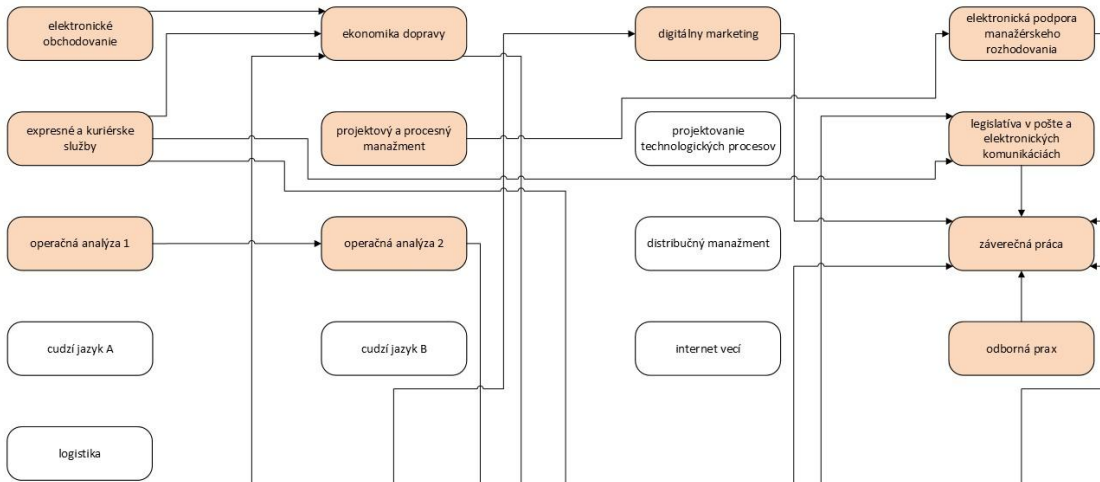 elektronické
obchodovanie
ekonomika dopravy
digitálny marketing
elektronická podpora
manažérskeho
rozhodovania
expresné a kuriérske
služby
projektový a procesný
manažment
projektovanie
technologických procesov
legislatíva v pošte a
elektronických
komunikáciách
operačná analýza 1
operačná analýza 2
distribučný manažment
záverečná práca
cudzí jazyk A
cudzí jazyk B
internet vecí
odborná prax
logistika